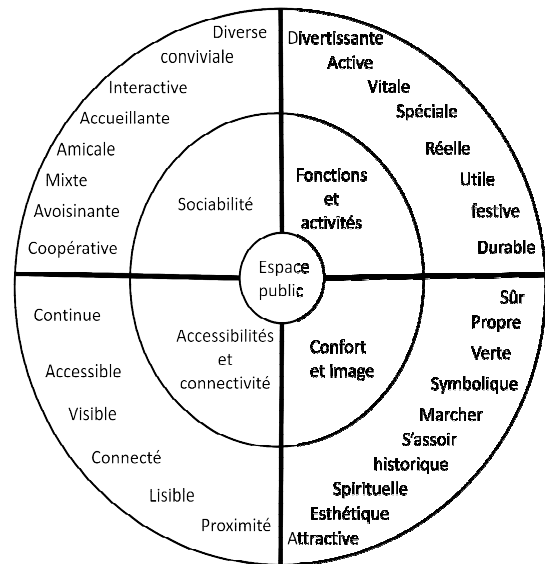 Diverse
conviviale
Interactive
Accueillante
Amicale
Mixte
Avoisinante
Coopérative
Divertissante
Active
Vitale
Spéciale
Réelle
Utile
festive
Durable
Sociabilité
Fonctions
et
activités
Espace
public
Accessibilités
et
connectivité
Confort
et Image
Continue
Accessible
Visible
Connecté
Lisible
Proximité
Sûr
Propre
Verte
Symbolique
Marcher
S'assoir
historique
Spirituelle
Esthétique
Attractive